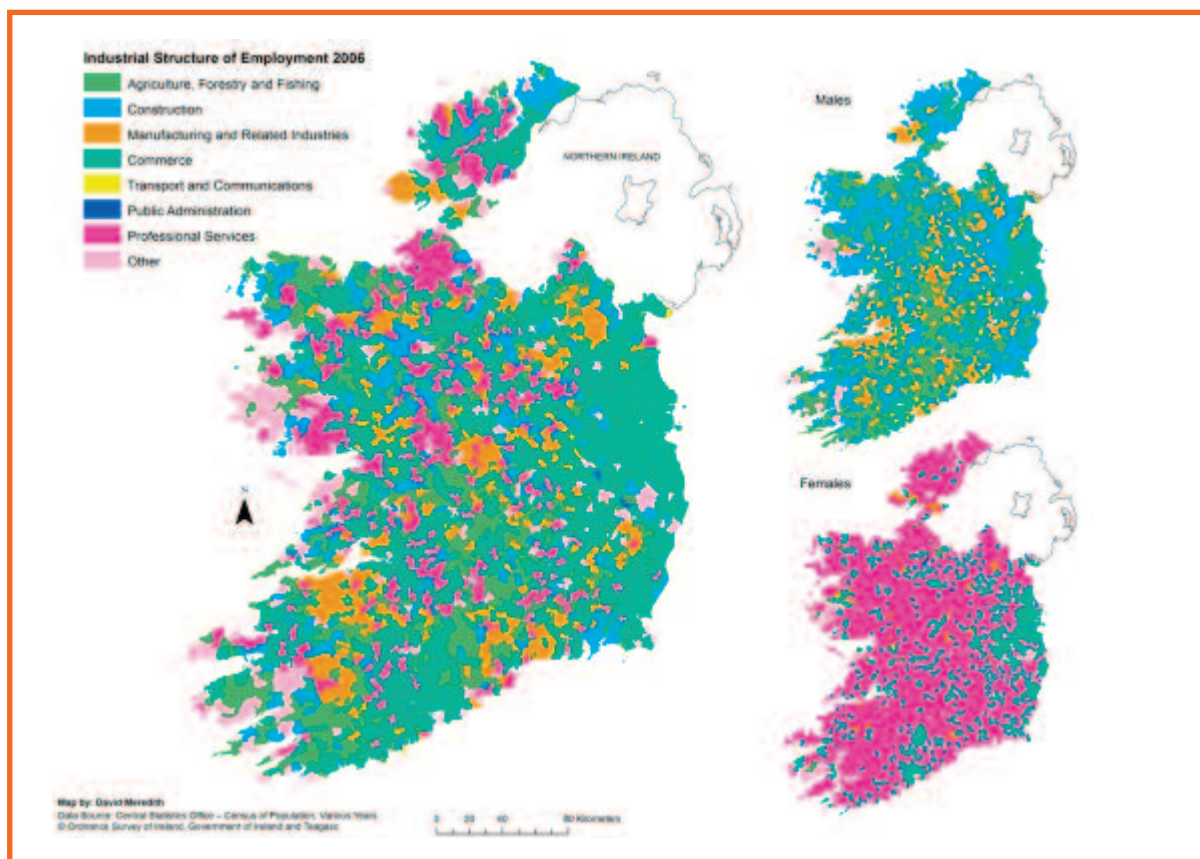 Industrial Structure of Employment 2006
Agriculture, Forestry and Fishing
Construction
Manufacturing and Related Industries
Commerce
Transport and Communications
Public Administration
Professional Services
Other
NORTHERN IRELAND
Males
Females
N
Map by: David Meredith
Data Source: Central Statistics Office – Census of Population, Various Years
© Ordnance Survey of Ireland, Government of Ireland and Teagasc
0 20 40 80 Kilometers